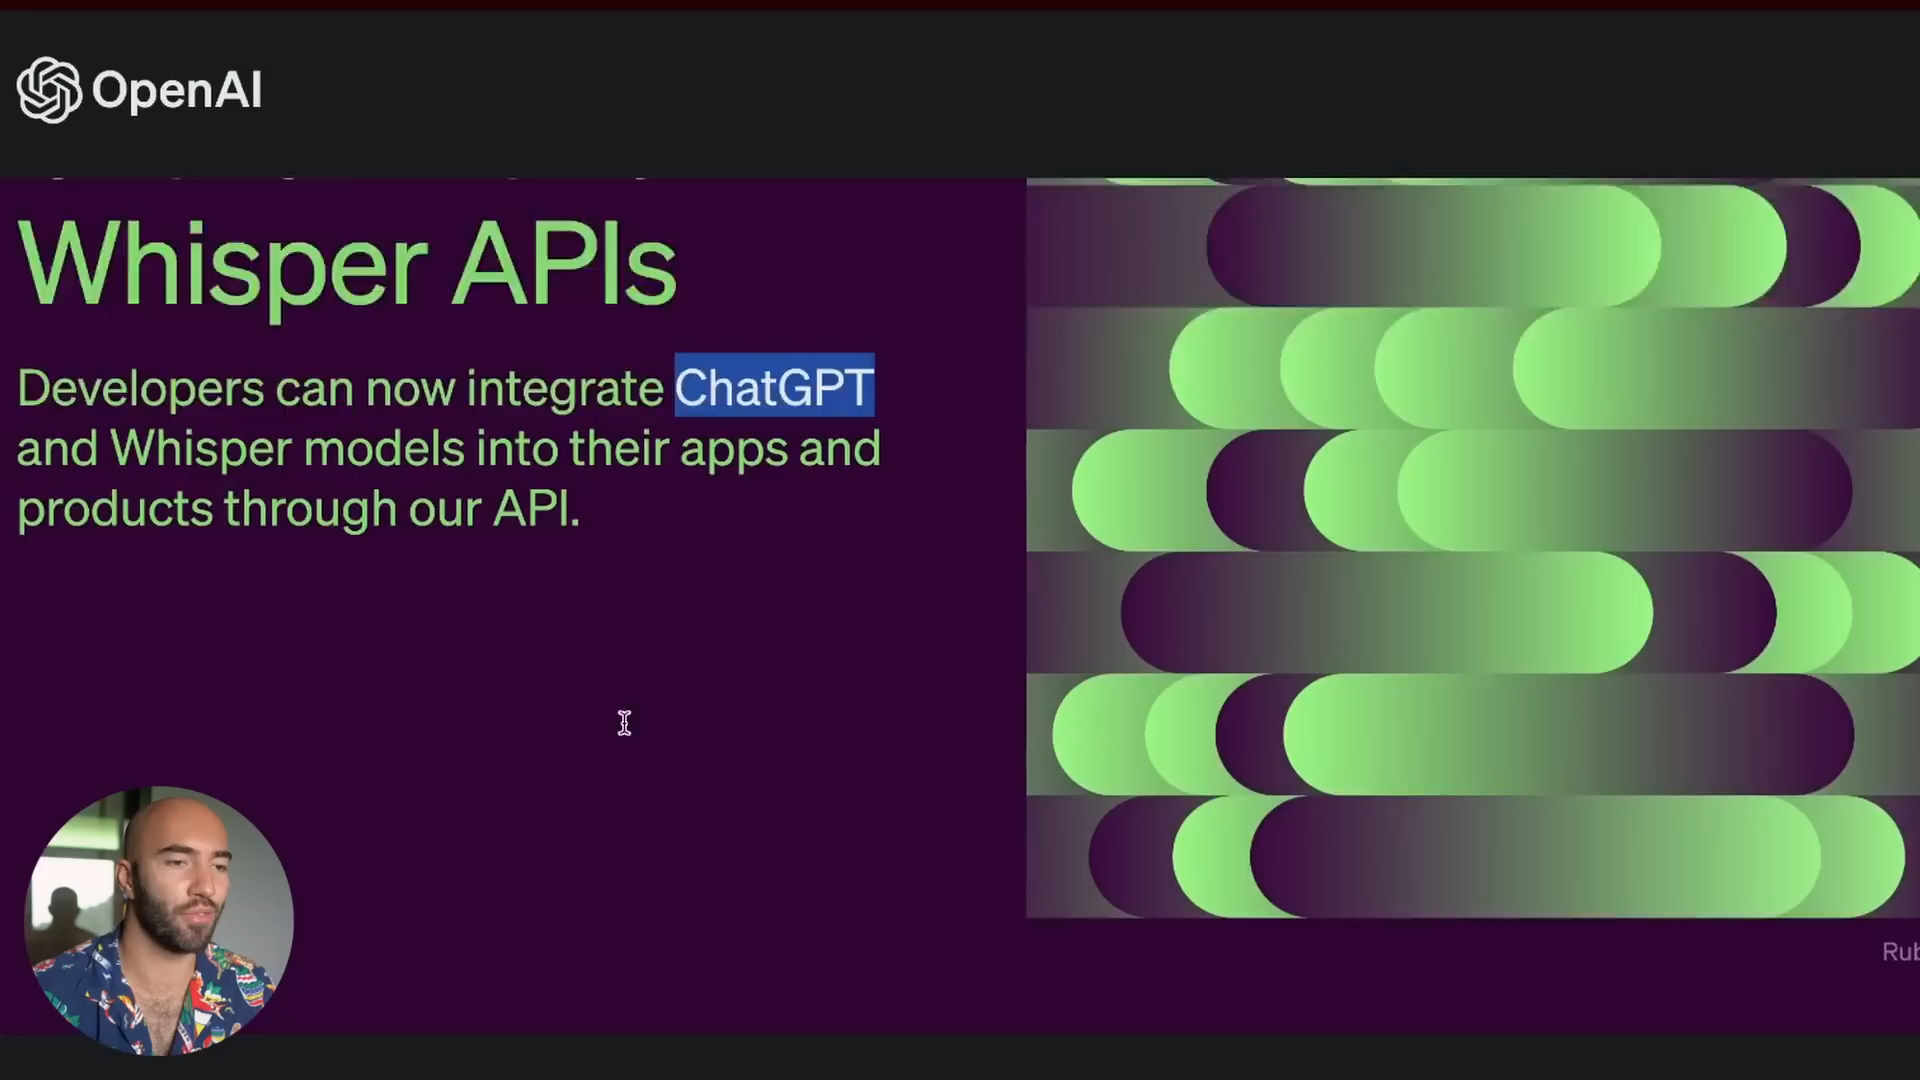 OpenAI
Whisper APIs
Developers can now integrate ChatGPT
and Whisper models into their apps and
products through our API.